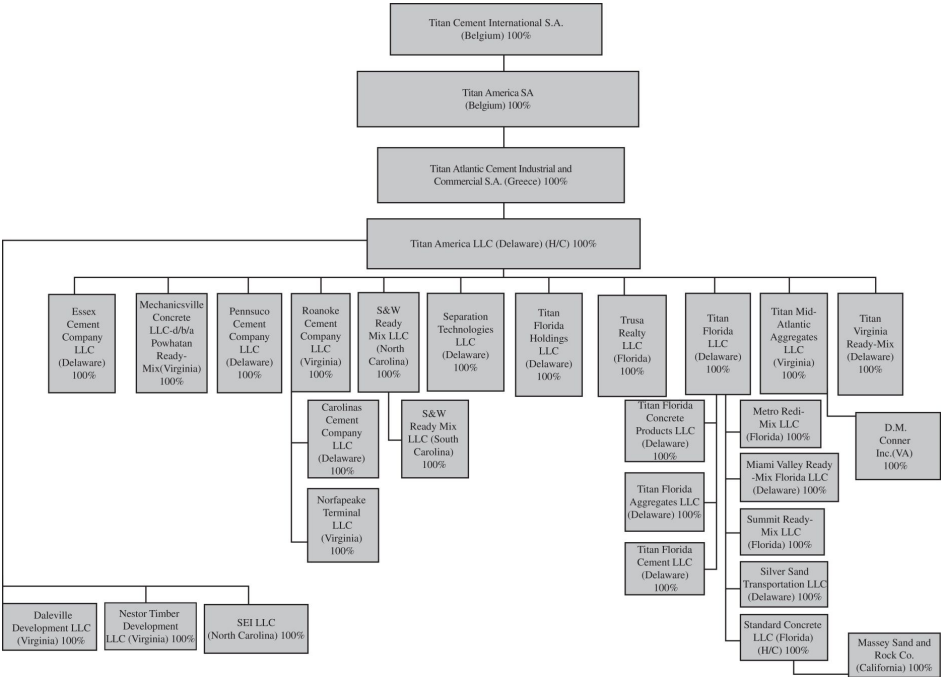 Titan Cement International S.A.
(Belgium) 100%
Titan America SA
(Belgium) 100%
Titan Atlantic Cement Industrial and
Commercial S.A. (Greece) 100%
Titan America LLC (Delaware) (H/C) 100%
Essex
Cement
Company
LLC
(Delaware)
100%
Mechanicsville
Concrete
LLC-d/b/a
Powhatan
Ready-
Mix(Virginia)
100%
Pennsuco
Cement
Company
LLC
(Delaware)
100%
Roanoke
Cement
Company
LLC
(Virginia)
100%
S&W
Ready
Mix LLC
(North
Carolina)
100%
Separation
Technologies
LLC
(Delaware)
100%
Titan
Florida
Holdings
LLC
(Delaware)
100%
Trusa
Realty
LLC
(Florida)
100%
Titan
Florida
LLC
(Delaware)
100%
Titan Mid-
Atlantic
Aggregates
LLC
(Virginia)
100%
Titan
Virginia
Ready-Mix
(Delaware)
100%
Carolinas
Cement
Company
LLC
(Delaware)
100%
Norfapeake
Terminal
LLC
(Virginia)
100%
S&W
Ready Mix
LLC (South
Carolina)
100%
Titan Florida
Concrete
Products LLC
(Delaware)
100%
Titan Florida
Aggregates LLC
(Delaware) 100%
Titan Florida
Cement LLC
(Delaware)
100%
Metro Redi-
Mix LLC
(Florida) 100%
Miami Valley Ready
-Mix Florida LLC
(Delaware) 100%
Summit Ready-
Mix LLC
(Florida) 100%
Silver Sand
Transportation LLC
(Delaware) 100%
Standard Concrete
LLC (Florida)
(H/C) 100%
D.M.
Conner
Inc.(VA)
100%
Massey Sand and
Rock Co.
(California) 100%
Daleville
Development LLC
(Virginia) 100%
Nestor Timber
Development
LLC (Virginia) 100%
SEI LLC
(North Carolina) 100%